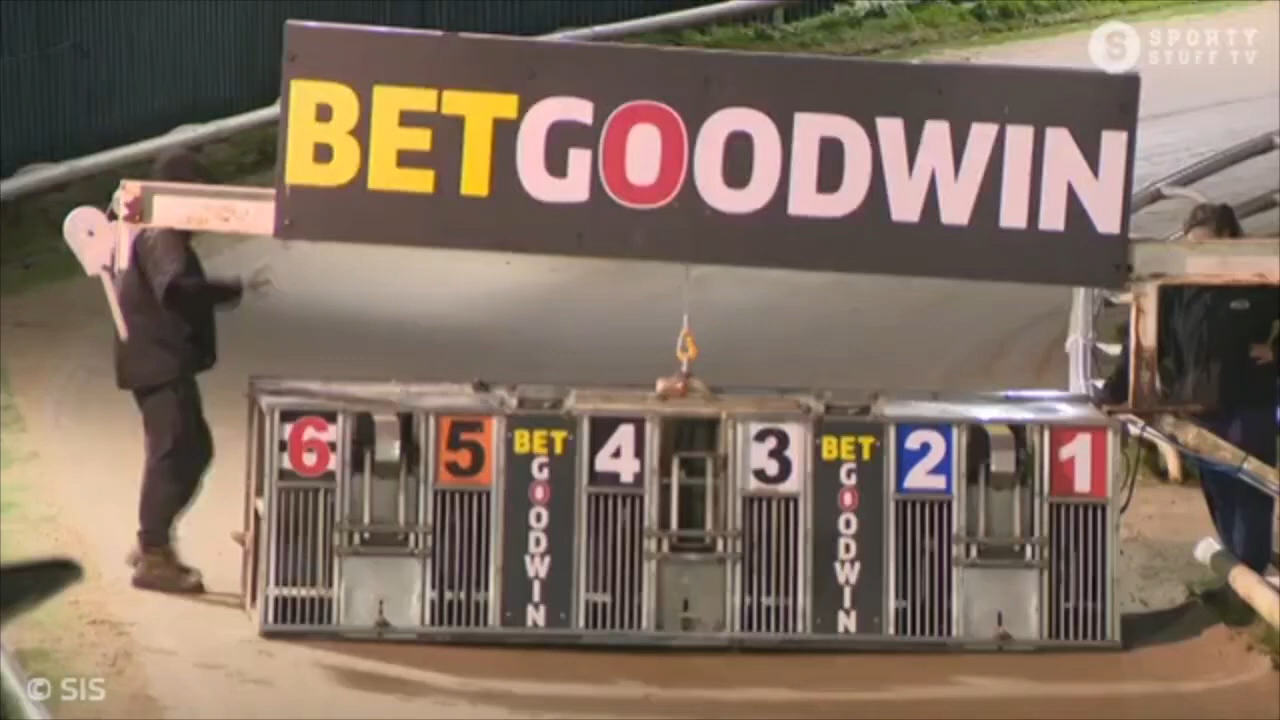 SPORTY
STUFF TV
BETGOODWIN
6 5 4 3 2 1
BET
GOODWIN
BET
GOODWIN
© SIS